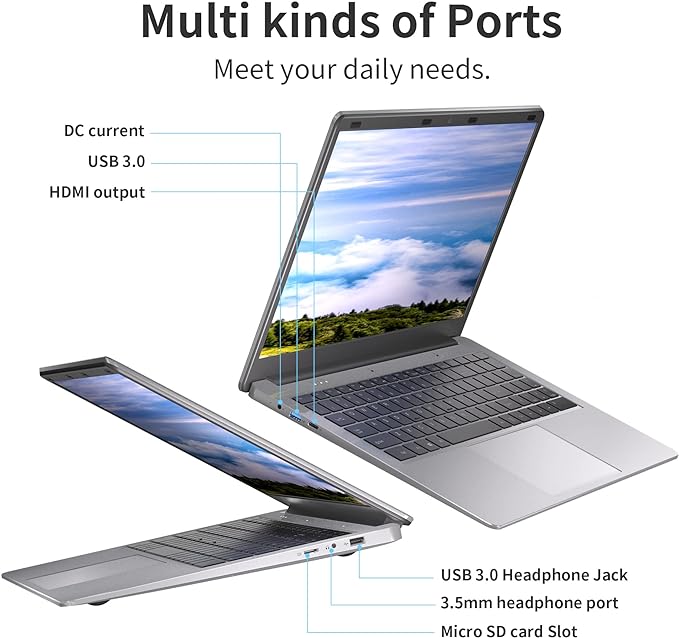 Multi kinds of Ports
Meet your daily needs.
DC current
USB 3.0
HDMI output
USB 3.0 Headphone Jack
3.5mm headphone port
Micro SD card Slot